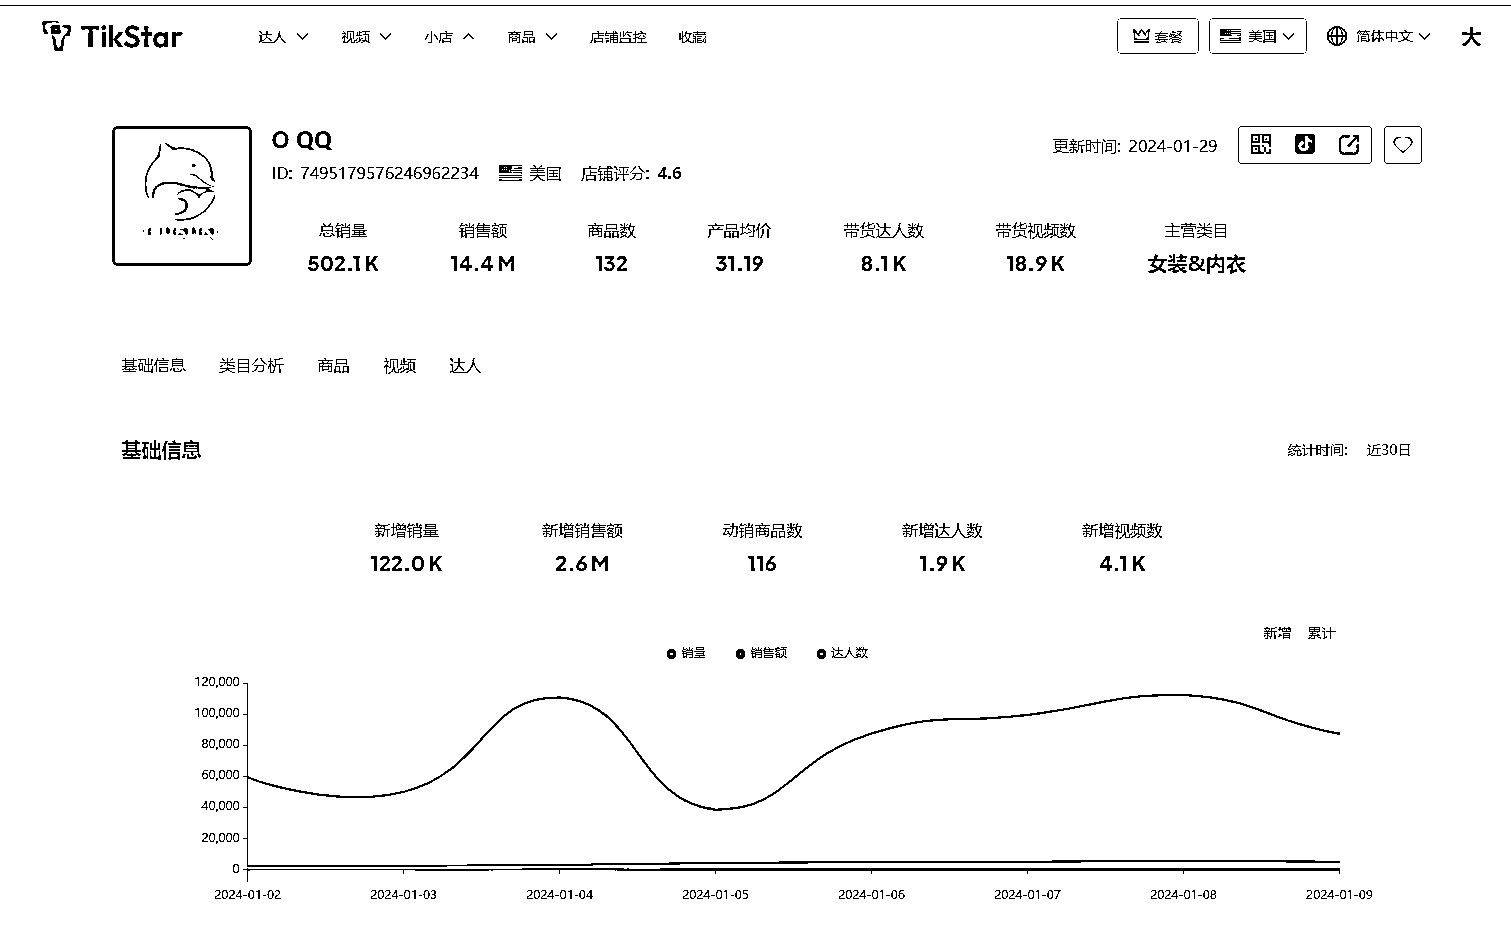 TikStar 达人 视频 小店 商品 店铺监控 收藏 套餐 美国 简体中文 大
O QQ
更新时间: 2024-01-29
ID: 7495179576246962234 美国 店铺评分: 4.6
总销量 销售额 商品数 产品均价 带货达人数 带货视频数 主营类目
502.1K 14.4M 132 31.19 8.1K 18.9K 女装&内衣
基础信息 类目分析 商品 视频 达人
基础信息 统计时间: 近30日
新增销量 新增销售额 动销商品数 新增达人数 新增视频数
122.0K 2.6M 116 1.9K 4.1K
新增 累计
销量 销售额 达人数
120,000
100,000
80,000
60,000
40,000
20,000
0
2024-01-02 2024-01-03 2024-01-04 2024-01-05 2024-01-06 2024-01-07 2024-01-08 2024-01-09